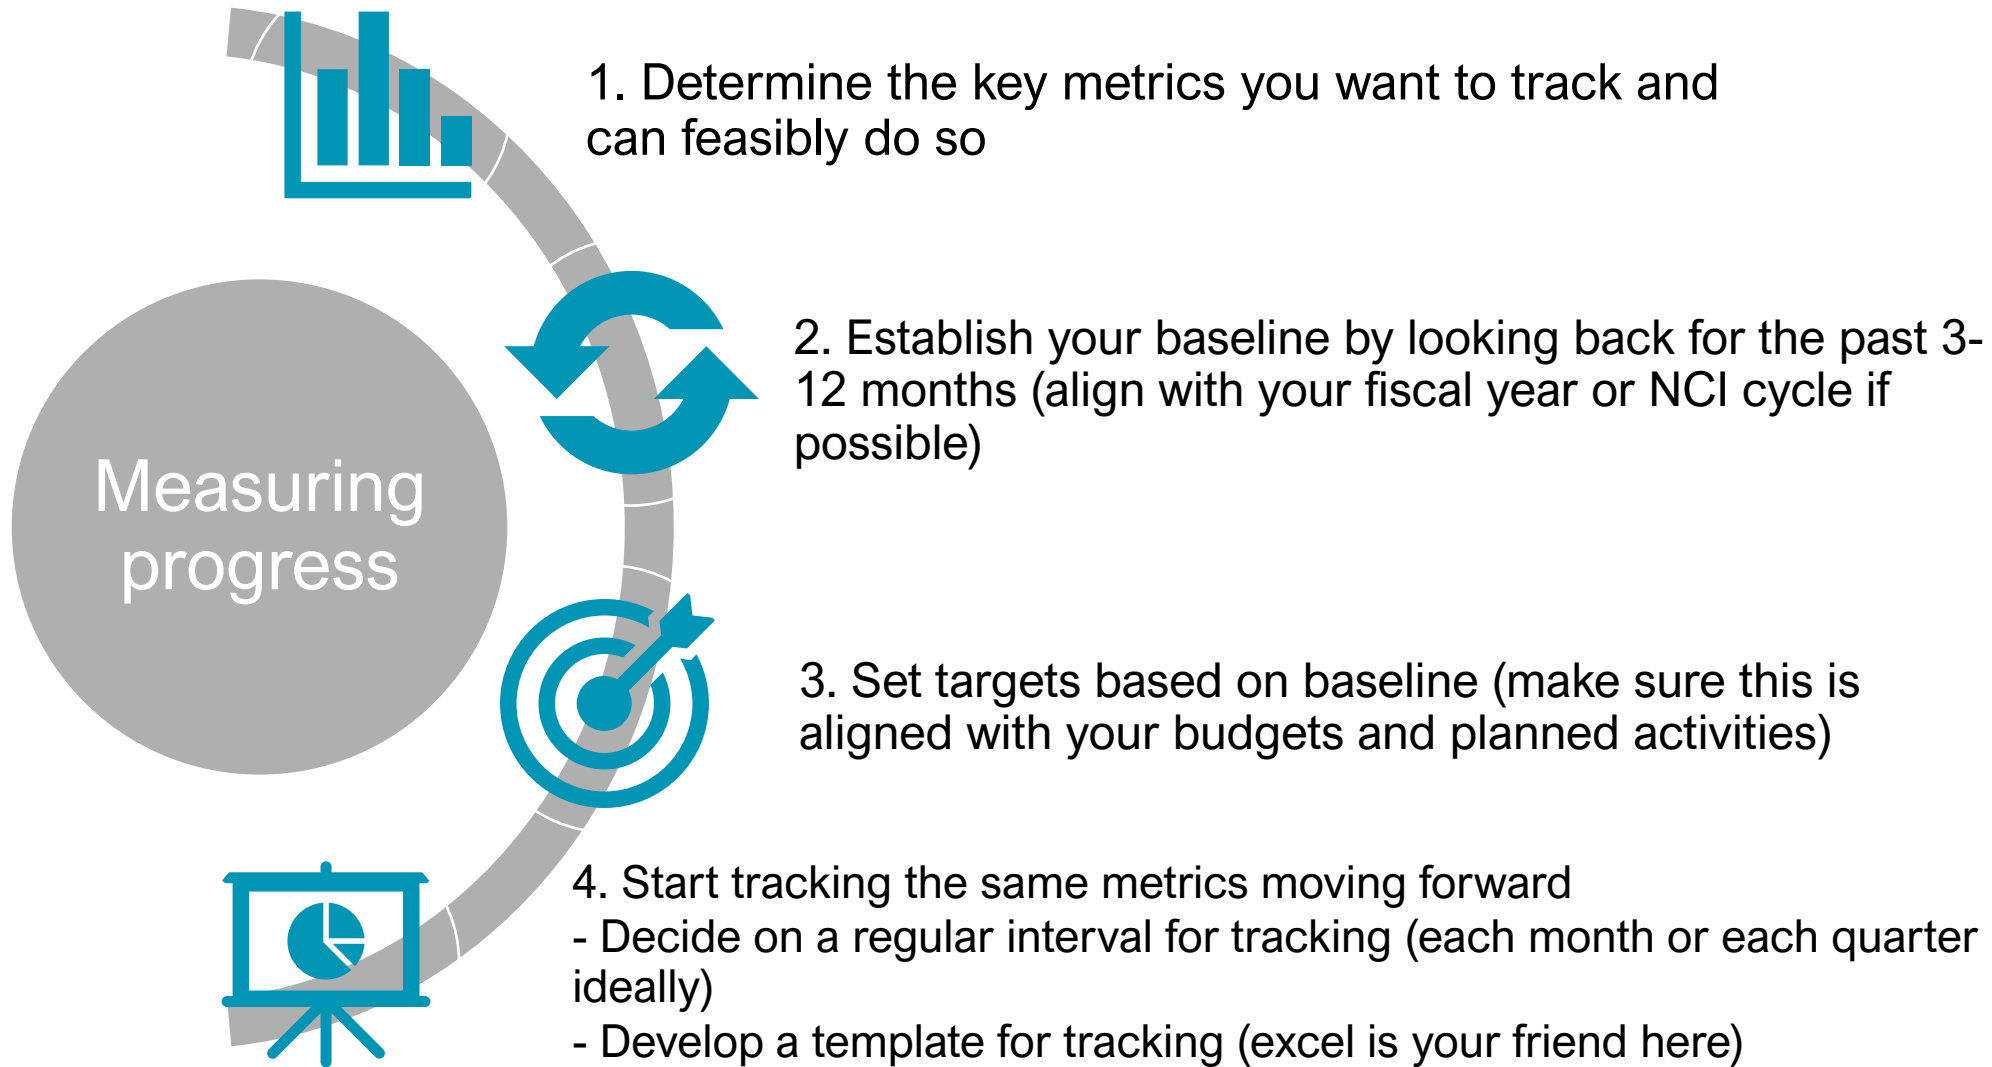 1. Determine the key metrics you want to track and
can feasibly do so
2. Establish your baseline by looking back for the past 3-
12 months (align with your fiscal year or NCI cycle if
possible)
Measuring
progress
3. Set targets based on baseline (make sure this is
aligned with your budgets and planned activities)
4. Start tracking the same metrics moving forward
- Decide on a regular interval for tracking (each month or each quarter
ideally)
- Develop a template for tracking (excel is your friend here)